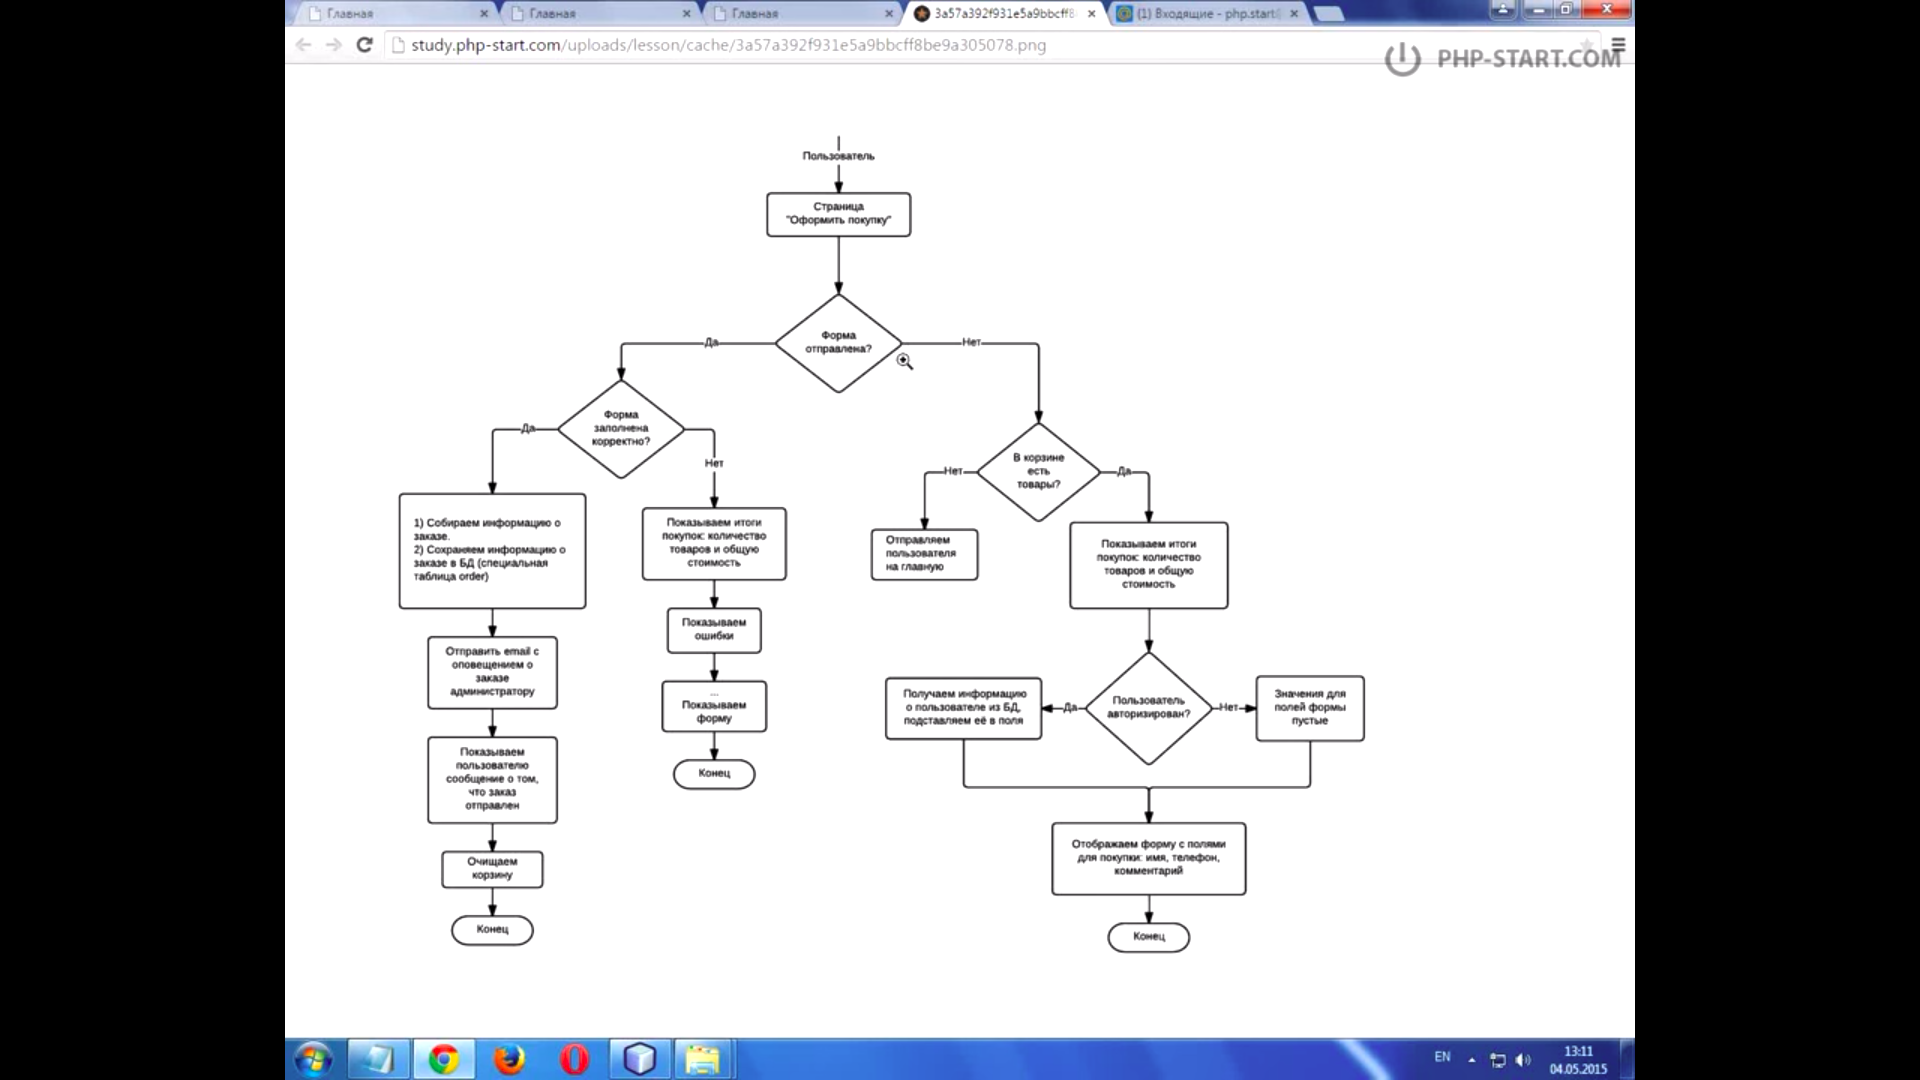 Главная
Главная
Главная
3a57a392f931e5a9bbcff8
(1) Входящие - php.start
study.php-start.com/uploads/lesson/cache/3a57a392f931e5a9bbcff8be9a305078.png
PHP-START.COM
Пользователь
Страница
"Оформить покупку"
Форма
отправлена?
Да
Нет
Форма
заполнена
корректно?
Да
Нет
В корзине
есть
товары?
Нет
Да
1) Собираем информацию о
заказе.
2) Сохраняем информацию о
заказе в БД (специальная
таблица order)
Показываем итоги
покупок: количество
товаров и общую
стоимость
Отправляем
пользователя
на главную
Показываем итоги
покупок: количество
товаров и общую
стоимость
Отправить email с
оповещением о
заказе
администратору
Показываем
ошибки
...
Показываем
форму
Конец
Получаем информацию
о пользователе из БД,
подставляем её в поля
Да
Пользователь
авторизирован?
Нет
Значения для
полей формы
пустые
Показываем
пользователю
сообщение о том,
что заказ
отправлен
Очищаем
корзину
Конец
Отображаем форму с полями
для покупки: имя, телефон,
комментарий
Конец
EN
13:11
04.05.2015